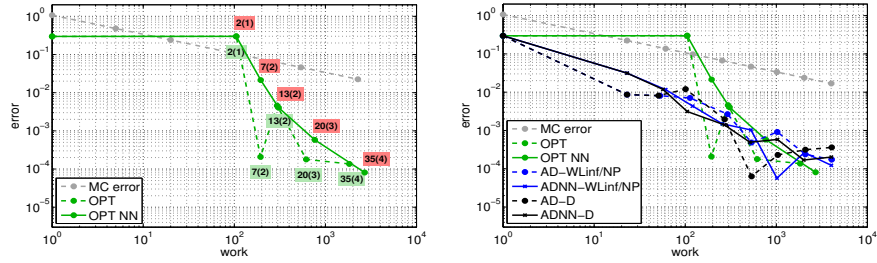 10^0
10^-1
10^-2
10^-3
10^-4
10^-5
error
2(1)
2(1)
7(2)
13(2)
13(2)
20(3)
7(2)
20(3)
35(4)
35(4)
MC error
OPT
OPT NN
10^0
10^1
10^2
10^3
10^4
work
10^0
10^-1
10^-2
10^-3
10^-4
10^-5
error
MC error
OPT
OPT NN
AD-WLinf/NP
ADNN-WLinf/NP
AD-D
ADNN-D
10^0
10^1
10^2
10^3
10^4
work